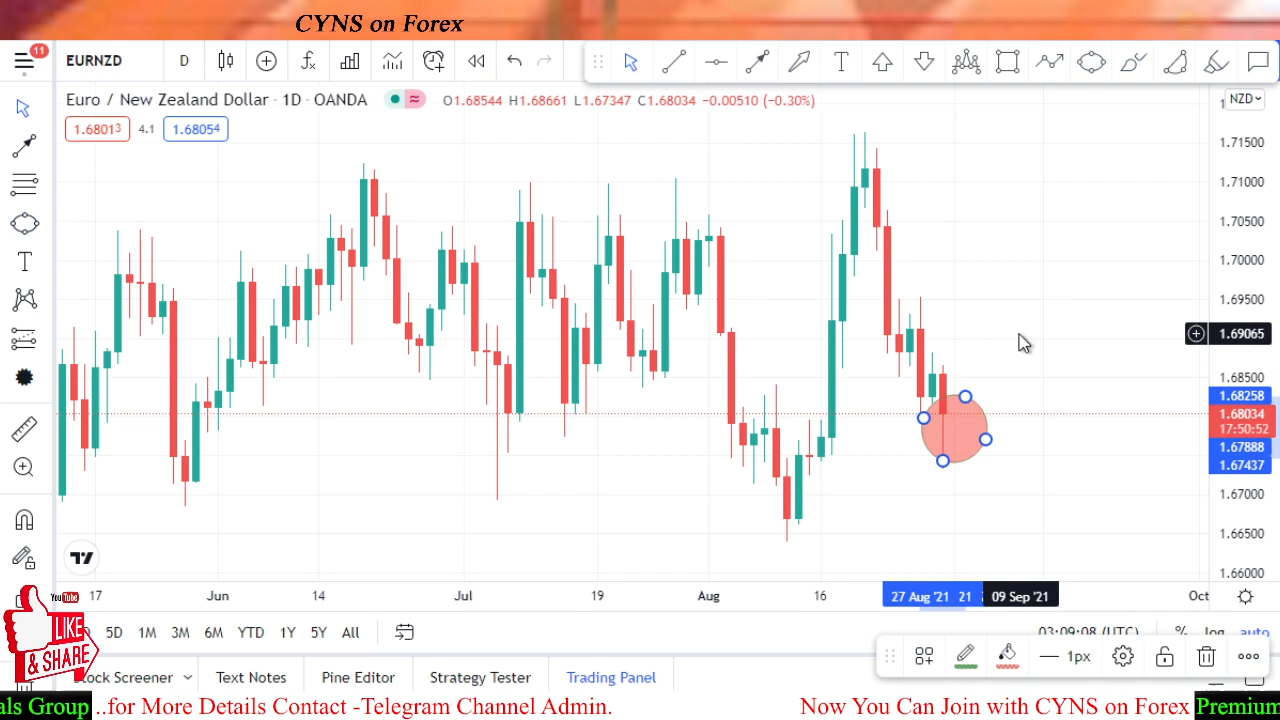 CYNS on Forex
11
EURNZD
D
T
Euro / New Zealand Dollar · 1D · OANDA
O1.68544 H1.68661 L1.67347 C1.68034 −0.00510 (−0.30%)
NZD
1.68013 4.1 1.68054
1.71500
1.71000
1.70500
1.70000
1.69500
1.69065
1.68500
1.68258
1.68034
17:50:52
1.67888
1.67437
1.67000
1.66500
1.66000
T
17 Jun 14 Jul 19 Aug 16 27 Aug '21 21 09 Sep '21 Oct
YouTube
LIKE
& SHARE
5D 1M 3M 6M YTD 1Y 5Y All
03:09:08 (UTC) % log auto
1px
tock Screener Text Notes Pine Editor Strategy Tester Trading Panel
als Group ..for More Details Contact -Telegram Channel Admin. Now You Can Join with CYNS on Forex Premium